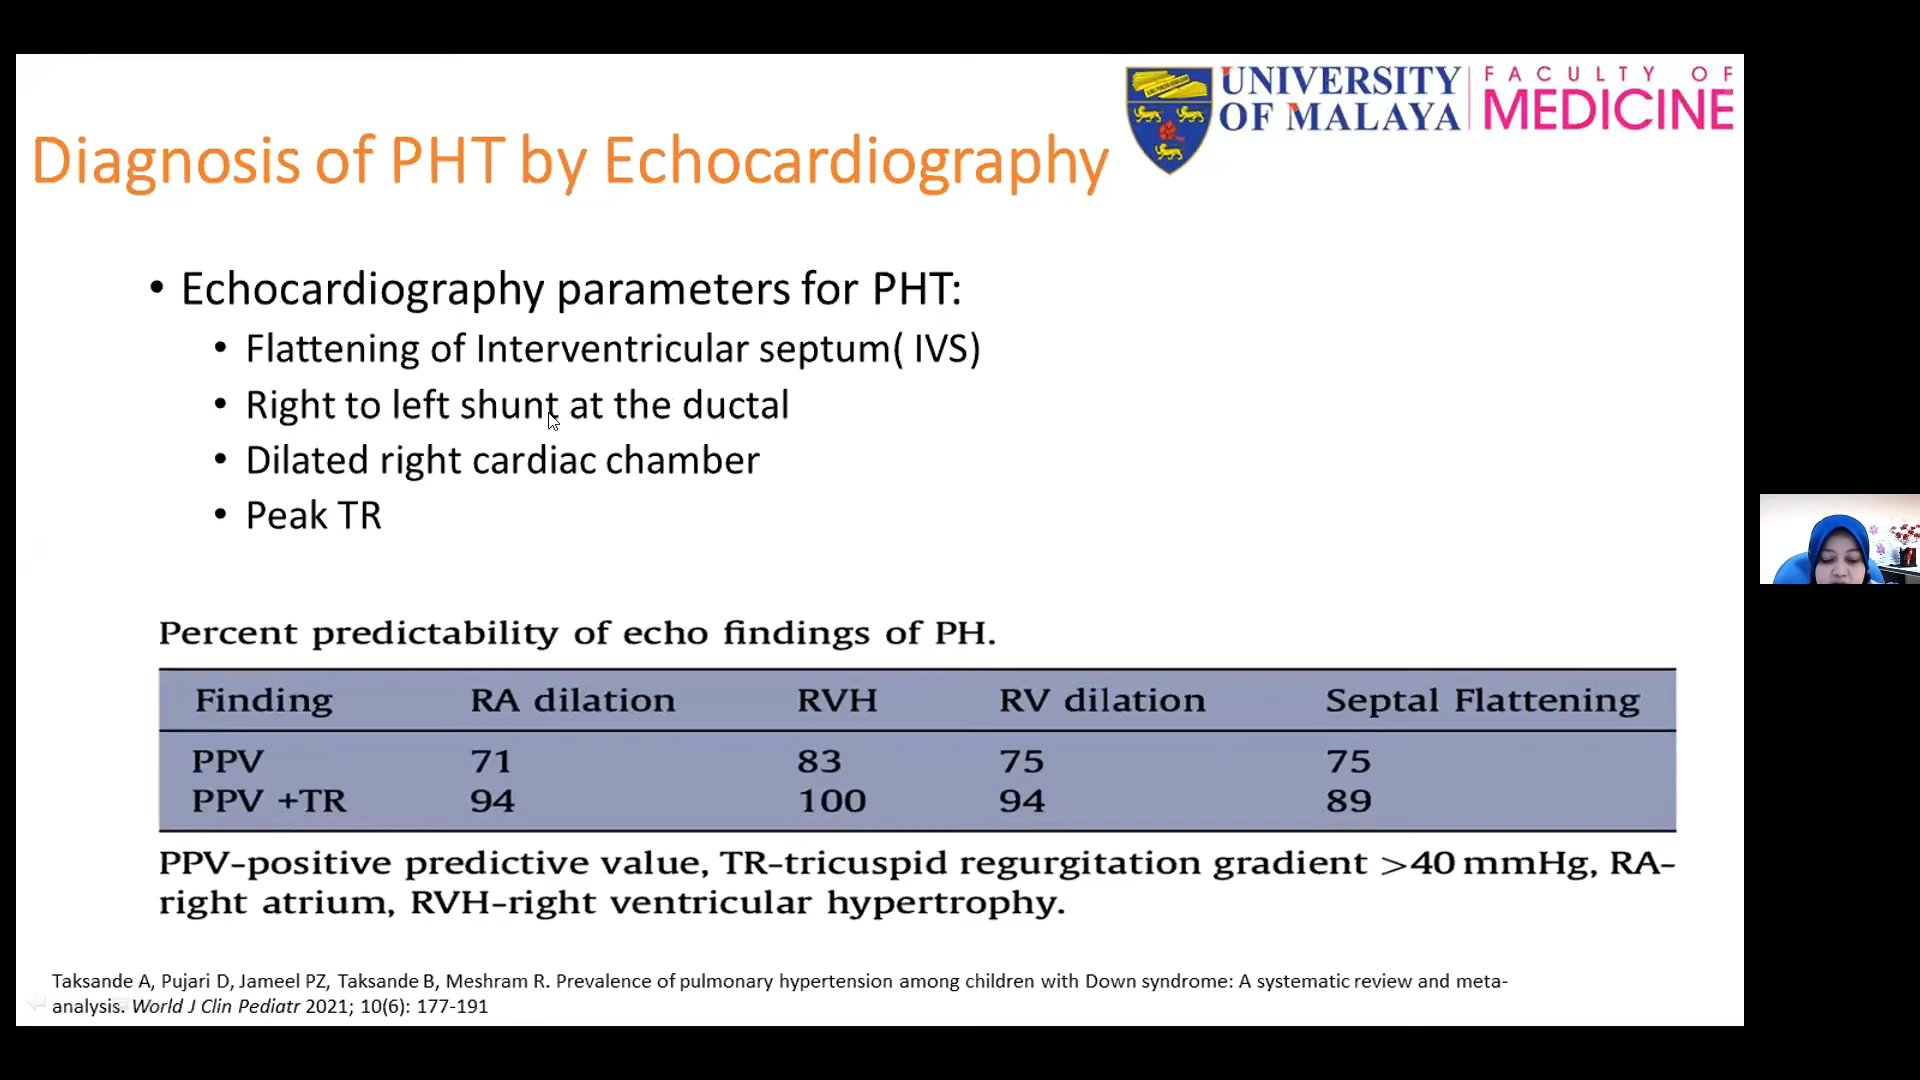 UNIVERSITY OF MALAYA
FACULTY OF MEDICINE
Diagnosis of PHT by Echocardiography
• Echocardiography parameters for PHT:
• Flattening of Interventricular septum( IVS)
• Right to left shunt at the ductal
• Dilated right cardiac chamber
• Peak TR
Percent predictability of echo findings of PH.
Finding RA dilation RVH RV dilation Septal Flattening
PPV 71 83 75 75
PPV +TR 94 100 94 89
PPV-positive predictive value, TR-tricuspid regurgitation gradient >40 mmHg, RA-
right atrium, RVH-right ventricular hypertrophy.
Taksande A, Pujari D, Jameel PZ, Taksande B, Meshram R. Prevalence of pulmonary hypertension among children with Down syndrome: A systematic review and meta-
analysis. World J Clin Pediatr 2021; 10(6): 177-191